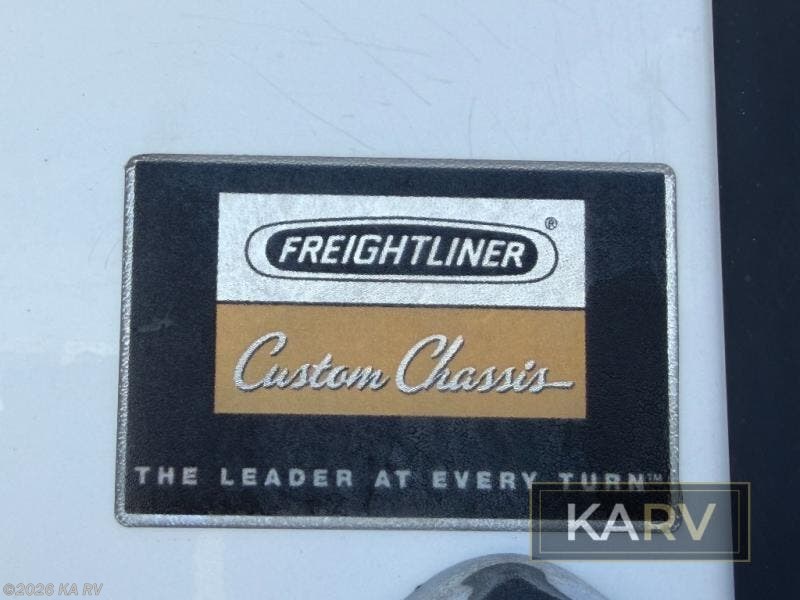 FREIGHTLINER®
Custom Chassis
THE LEADER AT EVERY TURN™
KARV
©2026 KA RV